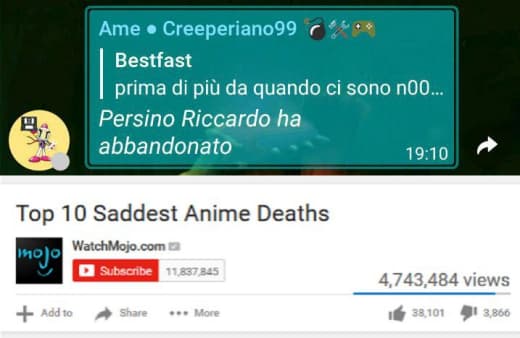 Ame ● Creeperiano99 💣🛠🎮
Bestfast
prima di più da quando ci sono n00...
Persino Riccardo ha
abbandonato
19:10
Top 10 Saddest Anime Deaths
mojo
WatchMojo.com
Subscribe 11,837,845
4,743,484 views
Add to Share More
38,101 3,866